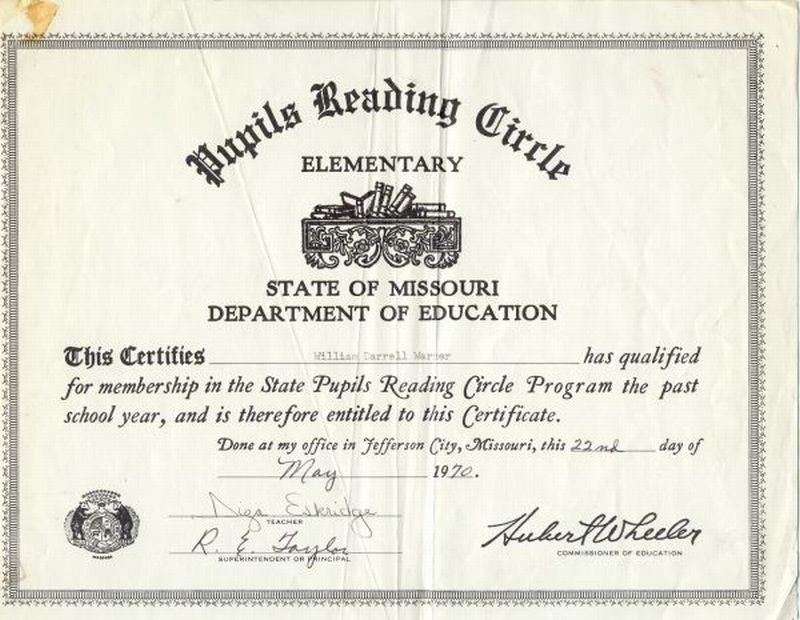 Pupils Reading Circle
ELEMENTARY
STATE OF MISSOURI
DEPARTMENT OF EDUCATION
This Certifies William Darrell Warner has qualified
for membership in the State Pupils Reading Circle Program the past
school year, and is therefore entitled to this Certificate.
Done at my office in Jefferson City, Missouri, this 22nd day of
May 1970.
Eskridge
TEACHER
R. E. Taylor
SUPERINTENDENT OR PRINCIPAL
Hubert Wheeler
COMMISSIONER OF EDUCATION